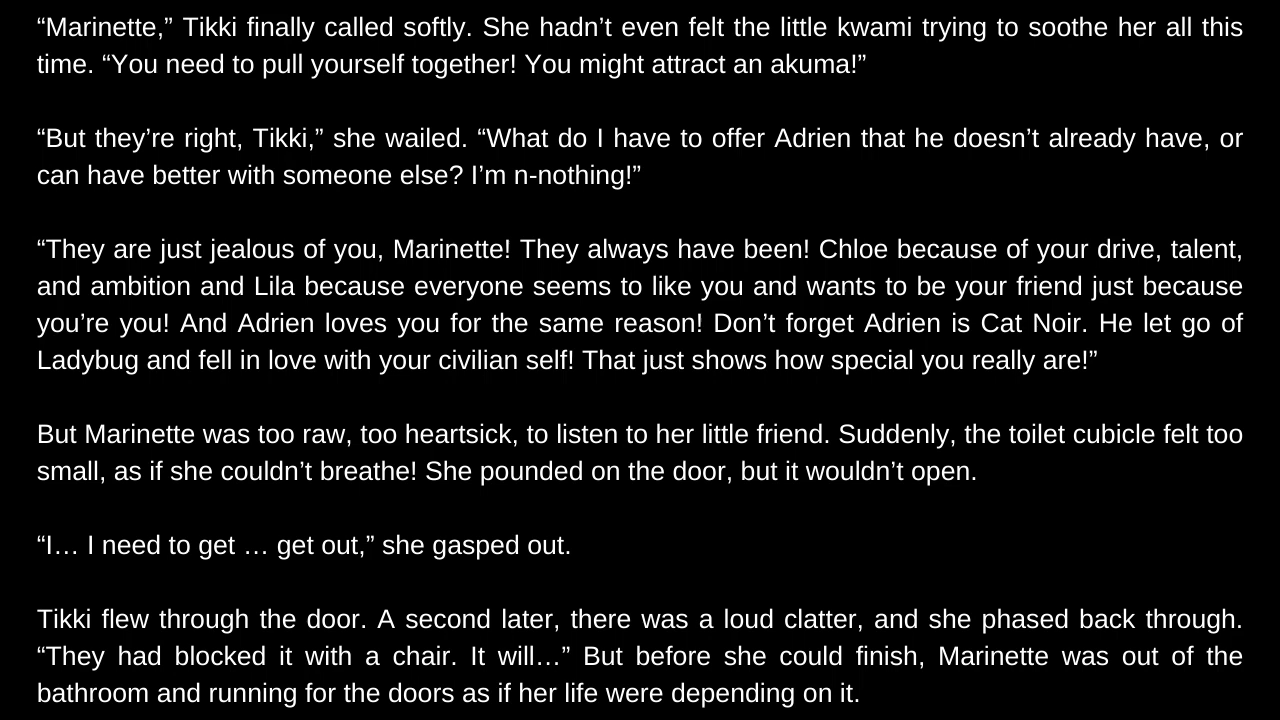 “Marinette,” Tikki finally called softly. She hadn’t even felt the little kwami trying to soothe her all this
time. “You need to pull yourself together! You might attract an akuma!”
“But they’re right, Tikki,” she wailed. “What do I have to offer Adrien that he doesn’t already have, or
can have better with someone else? I’m n-nothing!”
“They are just jealous of you, Marinette! They always have been! Chloe because of your drive, talent,
and ambition and Lila because everyone seems to like you and wants to be your friend just because
you’re you! And Adrien loves you for the same reason! Don’t forget Adrien is Cat Noir. He let go of
Ladybug and fell in love with your civilian self! That just shows how special you really are!”
But Marinette was too raw, too heartsick, to listen to her little friend. Suddenly, the toilet cubicle felt too
small, as if she couldn’t breathe! She pounded on the door, but it wouldn’t open.
“I… I need to get … get out,” she gasped out.
Tikki flew through the door. A second later, there was a loud clatter, and she phased back through.
“They had blocked it with a chair. It will…” But before she could finish, Marinette was out of the
bathroom and running for the doors as if her life were depending on it.